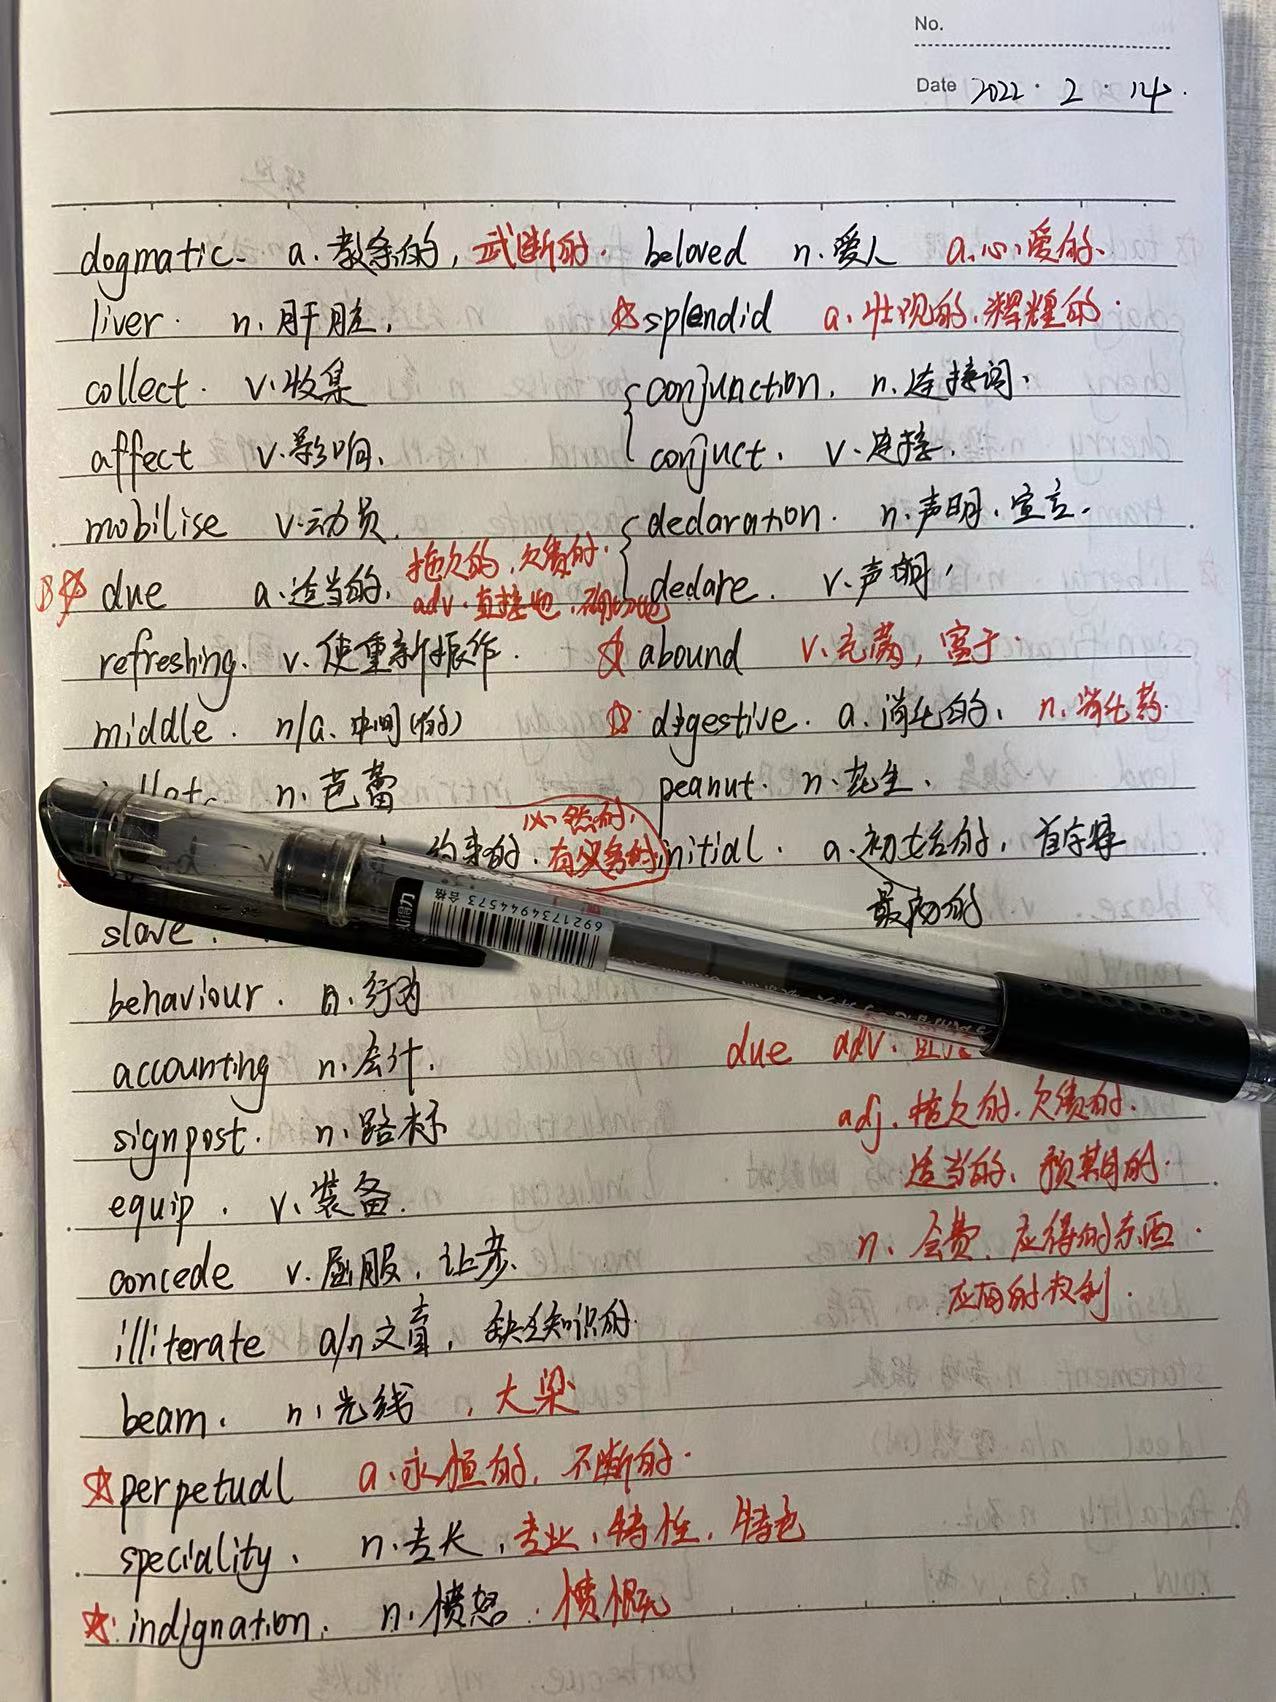 No.
Date 2022 . 2 . 14 .
dogmatic. a. 教条的, 武断的.
liver. n. 肝脏.
collect. v. 收集
affect v. 影响.
mobilise v. 动员.
拖欠的, 欠债的.
due a. 适当的.
adv. 直接地, 确切地
refreshing. v. 使重新振作.
middle. n/a. 中间(的)
n. 芭蕾
必然的,
约束的. 有义务的
slave.
behaviour. n. 行为
accounting n. 会计.
signpost. n. 路标
equip. v. 装备.
concede v. 屈服, 让步.
illiterate a/n 文盲, 缺乏知识的.
beam. n. 光线, 大梁
perpetual a. 永恒的, 不断的.
speciality. n. 专长, 专业, 特性, 特色
indignation. n. 愤怒. 愤慨
beloved n. 爱人 a. 心爱的.
splendid a. 壮观的, 辉煌的.
conjunction. n. 连接词.
conjuct. v. 连接.
declaration. n. 声明, 宣言.
declare. v. 声明.
abound v. 充满, 富于.
digestive. a. 消化的, n. 消化药.
peanut. n. 花生.
initial. a. 初始的, 首字母
最初的
due adv.
adj. 拖欠的. 欠债的.
适当的, 预期的.
n. 会费, 应得的东西.
应有的权利.
得力
合格
6921734944573